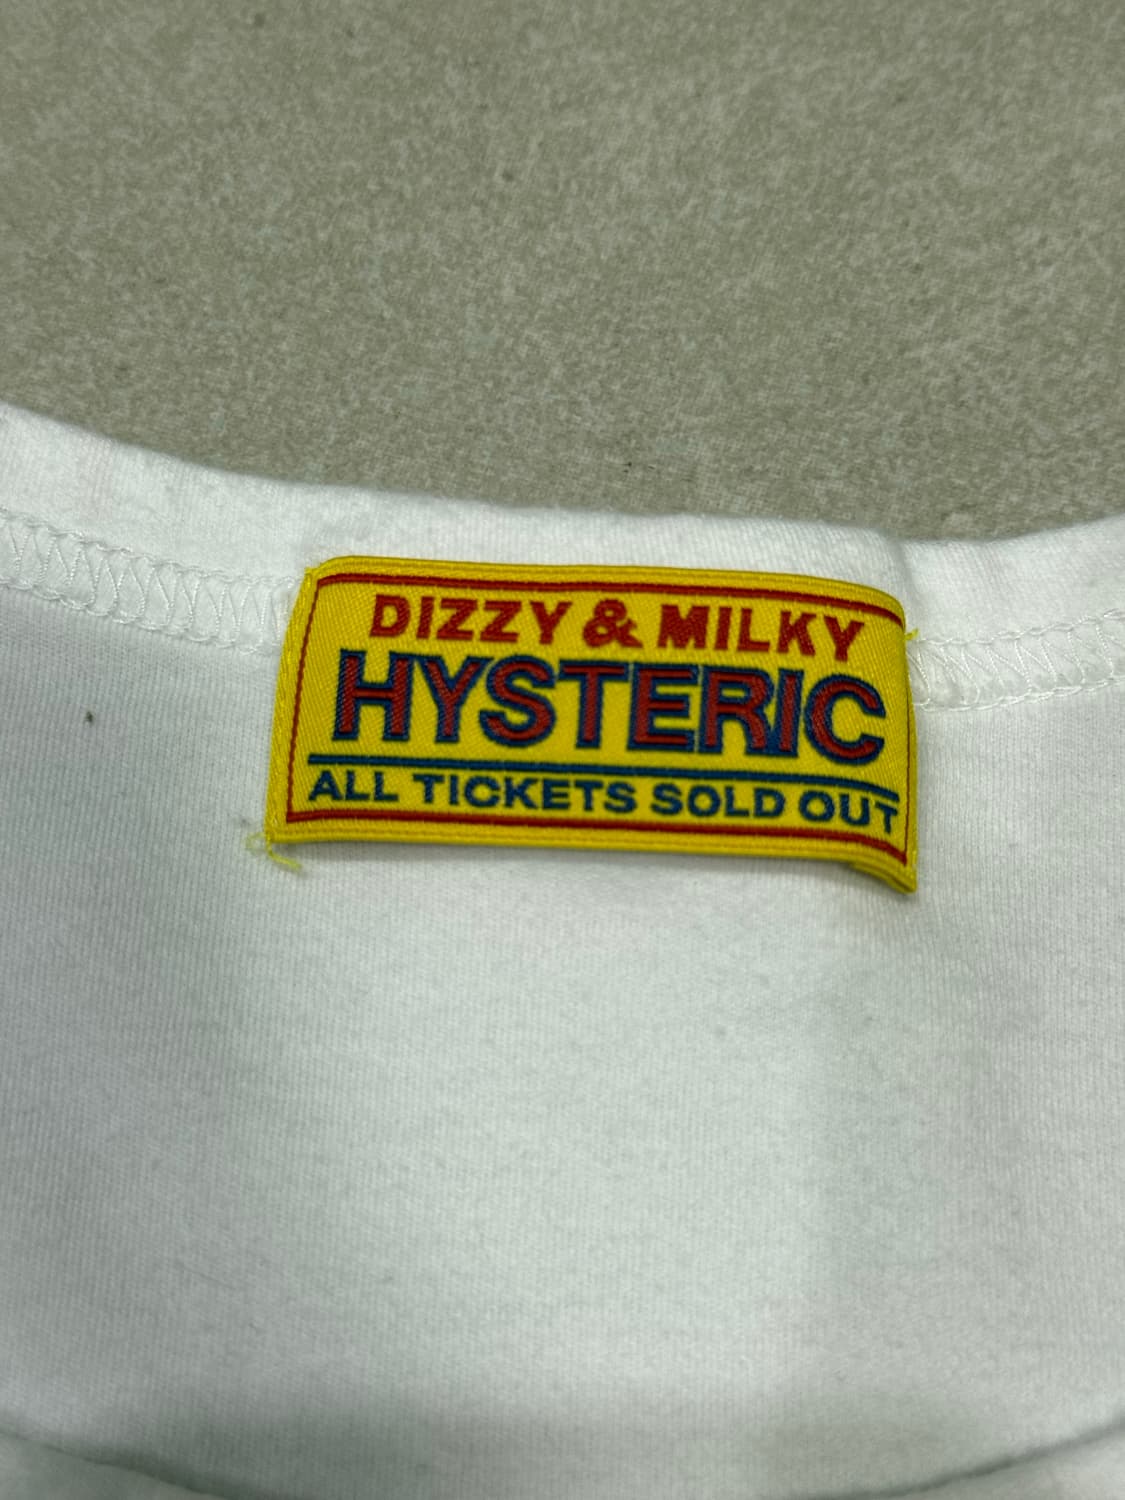 DIZZY & MILKY
HYSTERIC
ALL TICKETS SOLD OUT